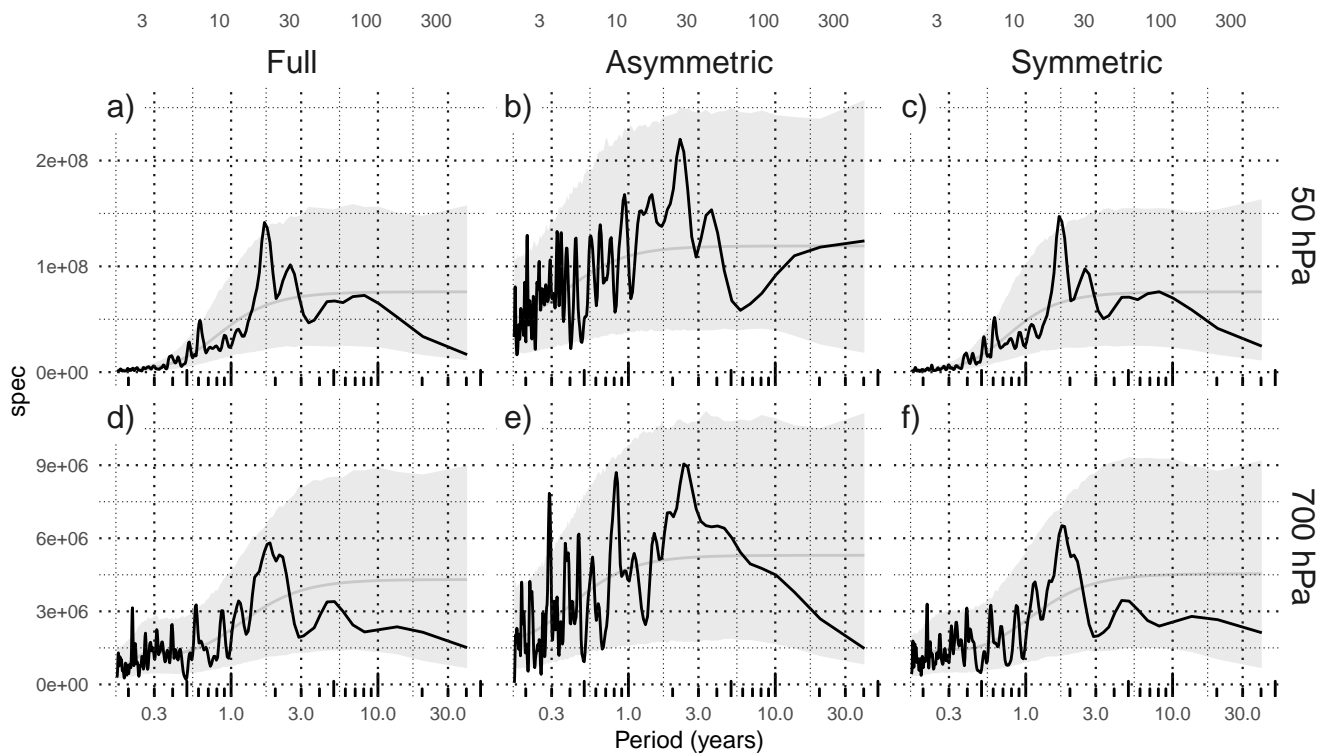 3 10 30 100 300 3 10 30 100 300 3 10 30 100 300
Full Asymmetric Symmetric
a) b) c)
2e+08
1e+08
0e+00
50 hPa
spec
d) e) f)
9e+06
6e+06
3e+06
0e+00
700 hPa
0.3 1.0 3.0 10.0 30.0 0.3 1.0 3.0 10.0 30.0 0.3 1.0 3.0 10.0 30.0
Period (years)